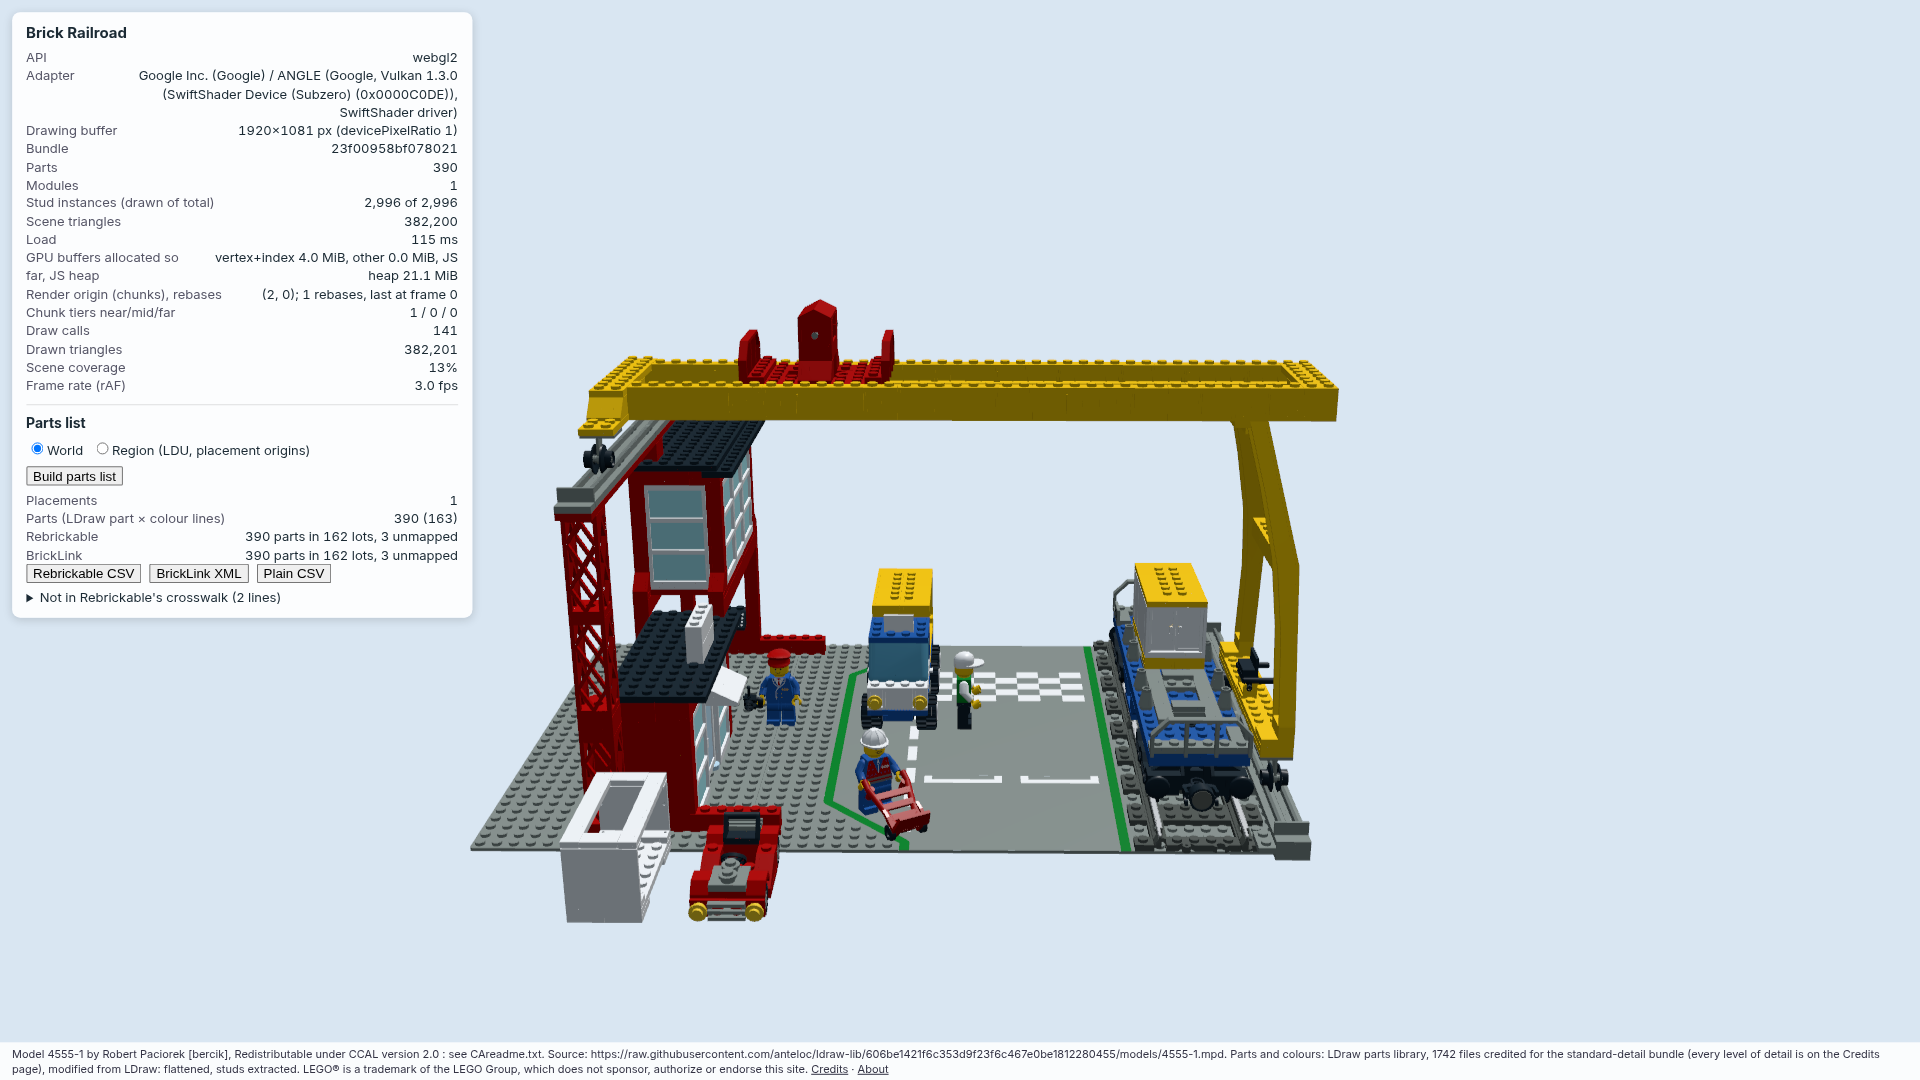 Brick Railroad
API webgl2
Adapter Google Inc. (Google) / ANGLE (Google, Vulkan 1.3.0
(SwiftShader Device (Subzero) (0x0000C0DE)),
SwiftShader driver)
Drawing buffer 1920×1081 px (devicePixelRatio 1)
Bundle 23f00958bf078021
Parts 390
Modules 1
Stud instances (drawn of total) 2,996 of 2,996
Scene triangles 382,200
Load 115 ms
GPU buffers allocated so vertex+index 4.0 MiB, other 0.0 MiB, JS
far, JS heap heap 21.1 MiB
Render origin (chunks), rebases (2, 0); 1 rebases, last at frame 0
Chunk tiers near/mid/far 1 / 0 / 0
Draw calls 141
Drawn triangles 382,201
Scene coverage 13%
Frame rate (rAF) 3.0 fps
Parts list
World Region (LDU, placement origins)
Build parts list
Placements 1
Parts (LDraw part × colour lines) 390 (163)
Rebrickable 390 parts in 162 lots, 3 unmapped
BrickLink 390 parts in 162 lots, 3 unmapped
Rebrickable CSV BrickLink XML Plain CSV
▶ Not in Rebrickable's crosswalk (2 lines)
Model 4555-1 by Robert Paciorek [bercik], Redistributable under CCAL version 2.0 : see CAreadme.txt. Source: https://raw.githubusercontent.com/anteloc/ldraw-lib/606be1421f6c353d9f23f6c467e0be1812280455/models/4555-1.mpd. Parts and colours: LDraw parts library, 1742 files credited for the standard-detail bundle (every level of detail is on the Credits
page), modified from LDraw: flattened, studs extracted. LEGO® is a trademark of the LEGO Group, which does not sponsor, authorize or endorse this site. Credits · About